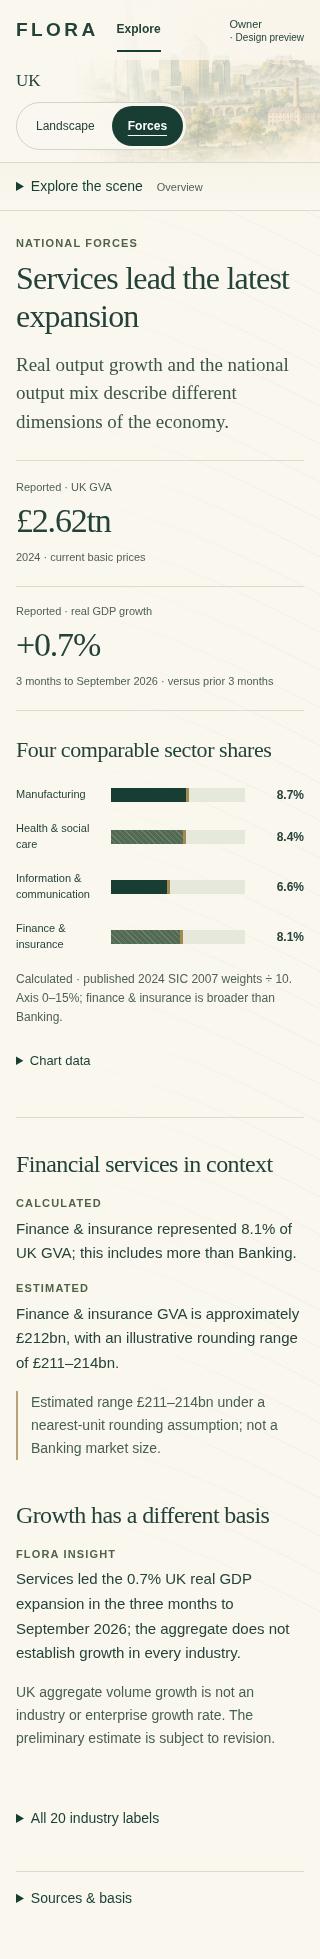 FLORA
Explore
Owner
· Design preview
UK
Landscape
Forces
Explore the scene Overview
NATIONAL FORCES
Services lead the latest
expansion
Real output growth and the national
output mix describe different
dimensions of the economy.
Reported · UK GVA
£2.62tn
2024 · current basic prices
Reported · real GDP growth
+0.7%
3 months to September 2026 · versus prior 3 months
Four comparable sector shares
Manufacturing 8.7%
Health & social
care 8.4%
Information &
communication 6.6%
Finance &
insurance 8.1%
Calculated · published 2024 SIC 2007 weights ÷ 10.
Axis 0–15%; finance & insurance is broader than
Banking.
Chart data
Financial services in context
CALCULATED
Finance & insurance represented 8.1% of
UK GVA; this includes more than Banking.
ESTIMATED
Finance & insurance GVA is approximately
£212bn, with an illustrative rounding range
of £211–214bn.
Estimated range £211–214bn under a
nearest-unit rounding assumption; not a
Banking market size.
Growth has a different basis
FLORA INSIGHT
Services led the 0.7% UK real GDP
expansion in the three months to
September 2026; the aggregate does not
establish growth in every industry.
UK aggregate volume growth is not an
industry or enterprise growth rate. The
preliminary estimate is subject to revision.
All 20 industry labels
Sources & basis